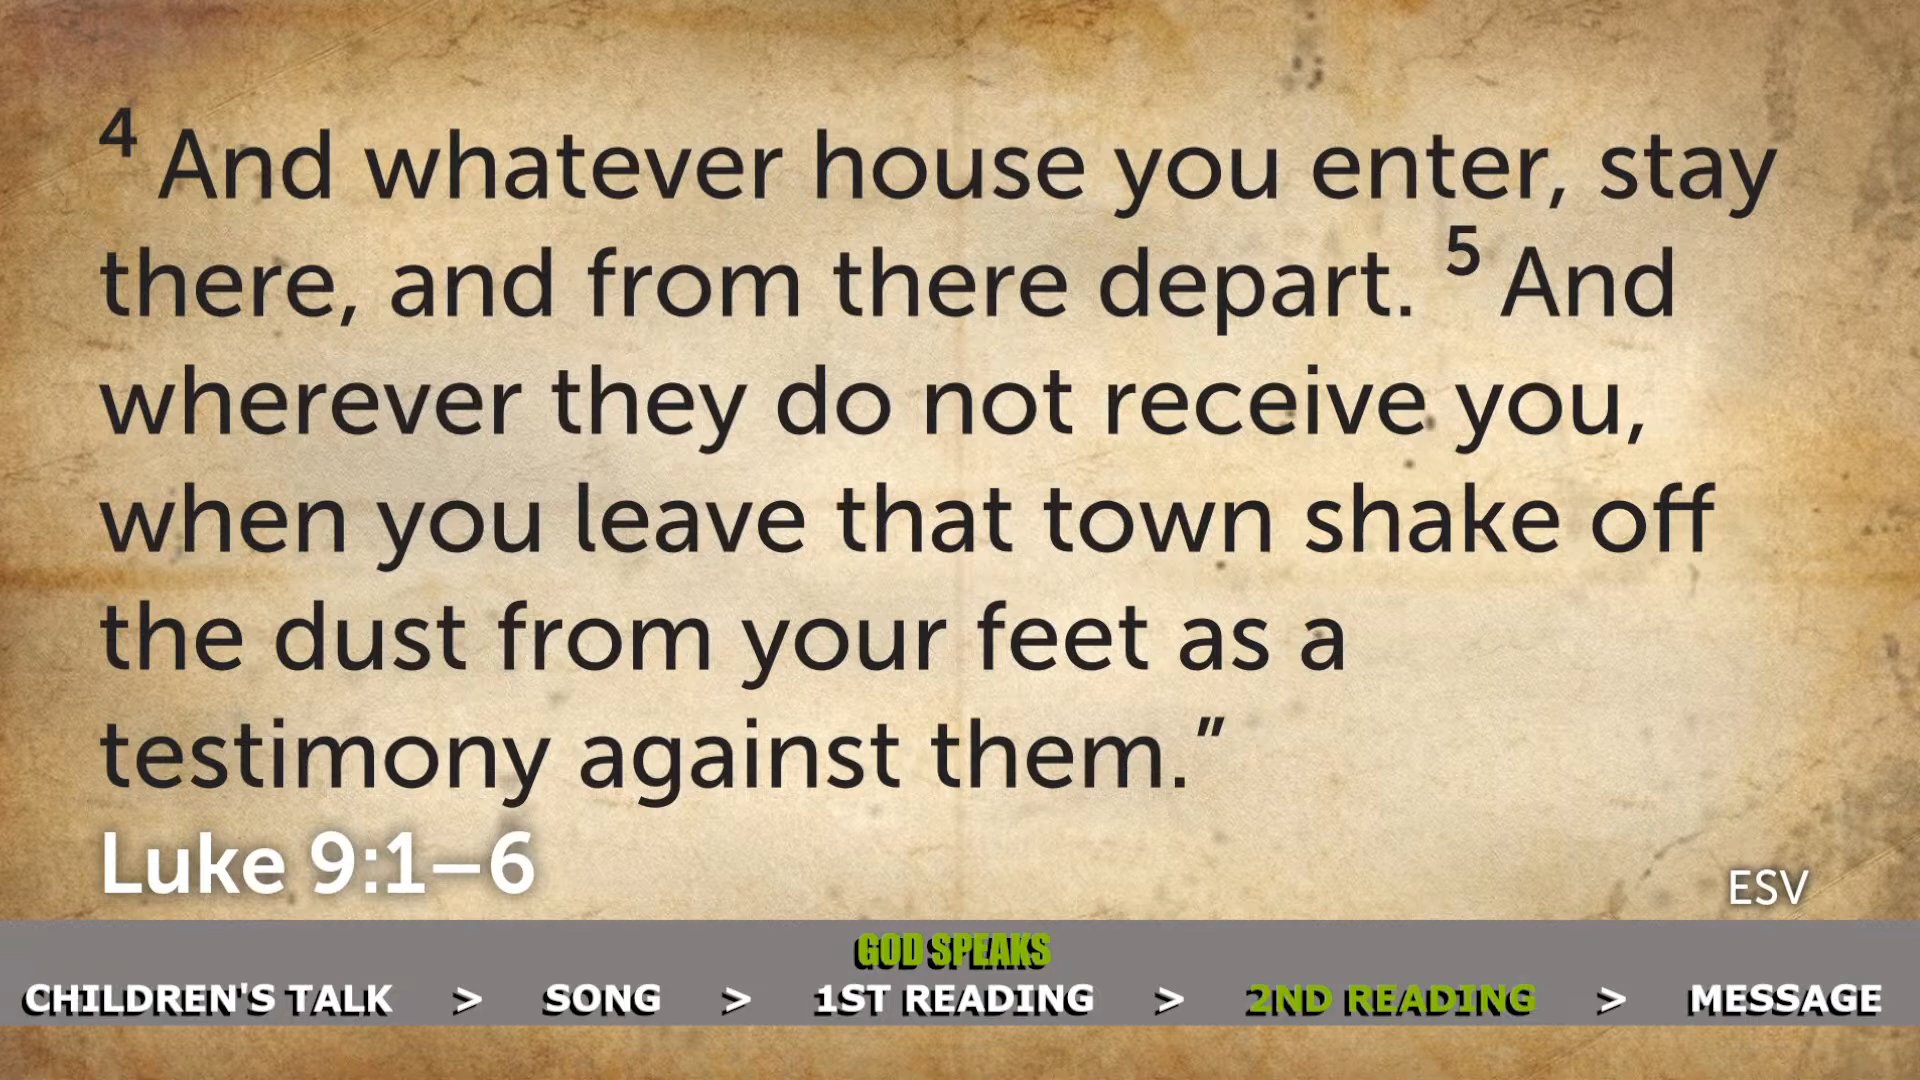 4 And whatever house you enter, stay
there, and from there depart. 5 And
wherever they do not receive you,
when you leave that town shake off
the dust from your feet as a
testimony against them.”
Luke 9:1–6
ESV
GOD SPEAKS
CHILDREN'S TALK > SONG > 1ST READING > 2ND READING > MESSAGE